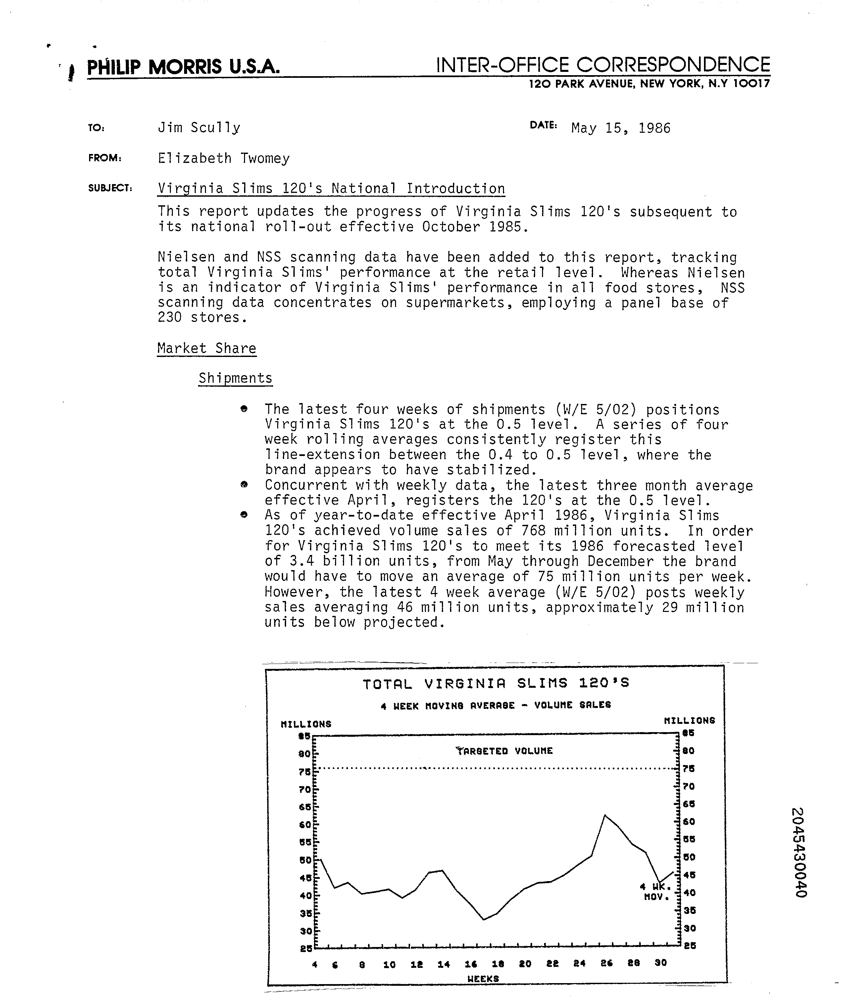 PHILIP MORRIS U.S.A. INTER-OFFICE CORRESPONDENCE
120 PARK AVENUE, NEW YORK, N.Y 10017
TO: Jim Scully DATE: May 15, 1986
FROM: Elizabeth Twomey
SUBJECT: Virginia Slims 120's National Introduction
This report updates the progress of Virginia Slims 120's subsequent to
its national roll-out effective October 1985.
Nielsen and NSS scanning data have been added to this report, tracking
total Virginia Slims' performance at the retail level. Whereas Nielsen
is an indicator of Virginia Slims' performance in all food stores, NSS
scanning data concentrates on supermarkets, employing a panel base of
230 stores.
Market Share
Shipments
• The latest four weeks of shipments (W/E 5/02) positions
Virginia Slims 120's at the 0.5 level. A series of four
week rolling averages consistently register this
line-extension between the 0.4 to 0.5 level, where the
brand appears to have stabilized.
• Concurrent with weekly data, the latest three month average
effective April, registers the 120's at the 0.5 level.
• As of year-to-date effective April 1986, Virginia Slims
120's achieved volume sales of 768 million units. In order
for Virginia Slims 120's to meet its 1986 forecasted level
of 3.4 billion units, from May through December the brand
would have to move an average of 75 million units per week.
However, the latest 4 week average (W/E 5/02) posts weekly
sales averaging 46 million units, approximately 29 million
units below projected.
TOTAL VIRGINIA SLIMS 120'S
4 WEEK MOVING AVERAGE - VOLUME SALES
MILLIONS MILLIONS
85 85
80 TARGETED VOLUME 80
75 75
70 70
65 65
60 60
55 55
50 50
45 4 WK. 45
40 MOV. 40
35 35
30 30
25 25
4 6 8 10 12 14 16 18 20 22 24 26 28 30
WEEKS
2045430040